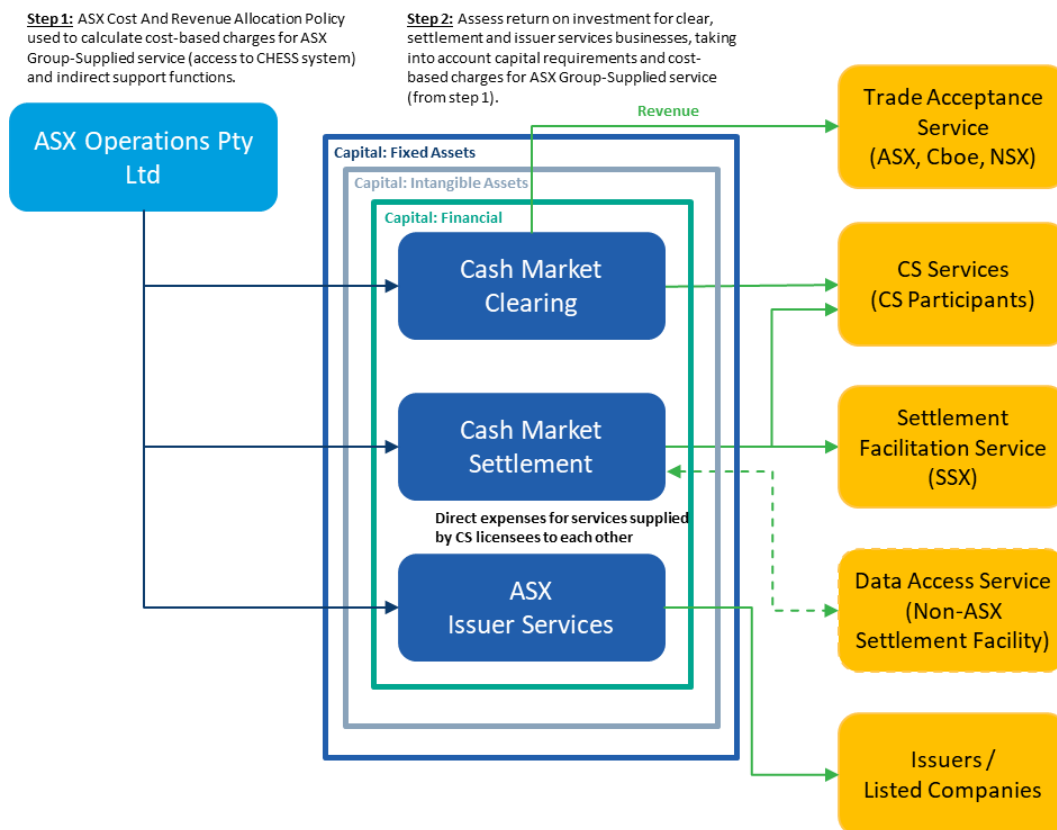 Step 1: ASX Cost And Revenue Allocation Policy
used to calculate cost-based charges for ASX
Group-Supplied service (access to CHESS system)
and indirect support functions.
Step 2: Assess return on investment for clear,
settlement and issuer services businesses, taking
into account capital requirements and cost-
based charges for ASX Group-Supplied service
(from step 1).
ASX Operations Pty
Ltd
Revenue
Trade Acceptance
Service
(ASX, Cboe, NSX)
Capital: Fixed Assets
Capital: Intangible Assets
Capital: Financial
Cash Market
Clearing
CS Services
(CS Participants)
Cash Market
Settlement
Settlement
Facilitation Service
(SSX)
Direct expenses for services supplied
by CS licensees to each other
ASX
Issuer Services
Data Access Service
(Non-ASX
Settlement Facility)
Issuers /
Listed Companies